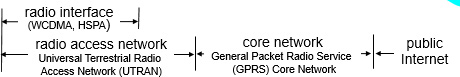 radio interface
(WCDMA, HSPA)
radio access network
Universal Terrestrial Radio
Access Network (UTRAN)
core network
General Packet Radio Service
(GPRS) Core Network
public
Internet